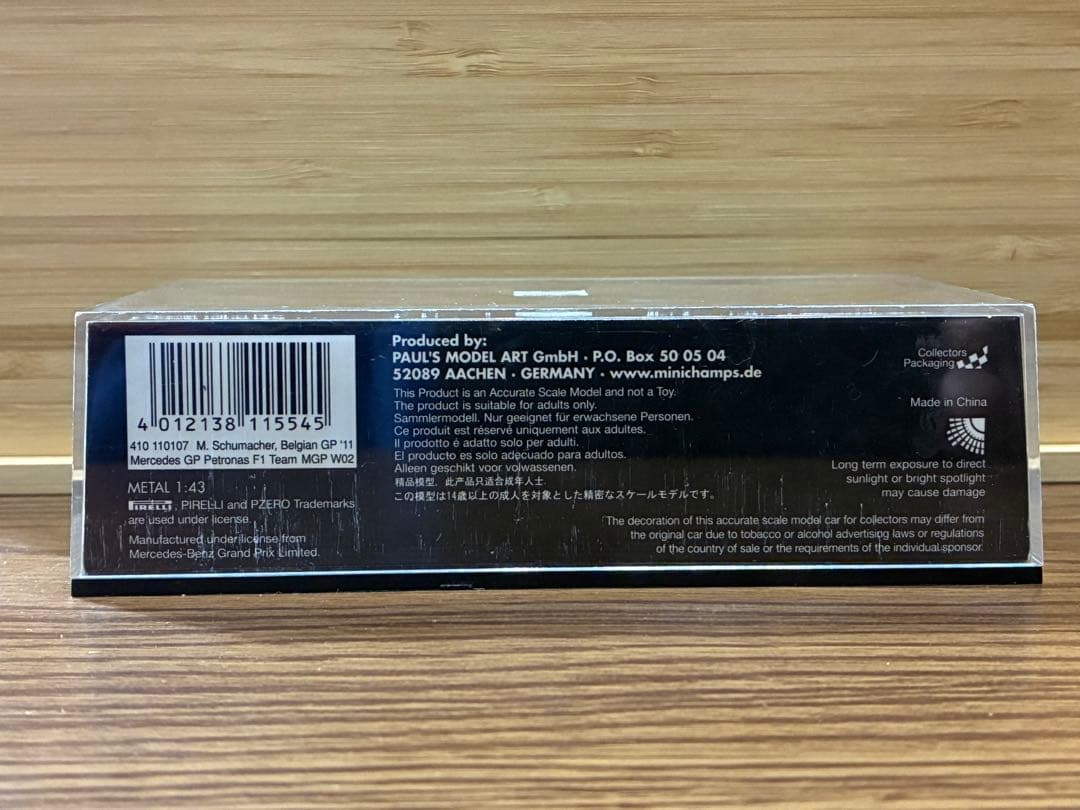 4 012138 115545
410 110107 M. Schumacher, Belgian GP '11
Mercedes GP Petronas F1 Team MGP W02
METAL 1:43
PIRELLI, PIRELLI and PZERO Trademarks
are used under license.
Manufactured under license from
Mercedes-Benz Grand Prix Limited.
Produced by:
PAUL'S MODEL ART GmbH · P.O. Box 50 05 04
52089 AACHEN · GERMANY · www.minichamps.de
This Product is an Accurate Scale Model and not a Toy.
The product is suitable for adults only.
Sammlermodell. Nur geeignet für erwachsene Personen.
Ce produit est réservé uniquement aux adultes.
Il prodotto é adatto solo per adulti.
El producto es solo adecuado para adultos.
Alleen geschikt voor volwassenen.
精品模型，此产品只适合成年人士.
この模型は14歳以上の成人を対象とした精密なスケールモデルです。
Collectors
Packaging
Made in China
Long term exposure to direct
sunlight or bright spotlight
may cause damage
The decoration of this accurate scale model car for collectors may differ from
the original car due to tobacco or alcohol advertising laws or regulations
of the country of sale or the requirements of the individual sponsor.